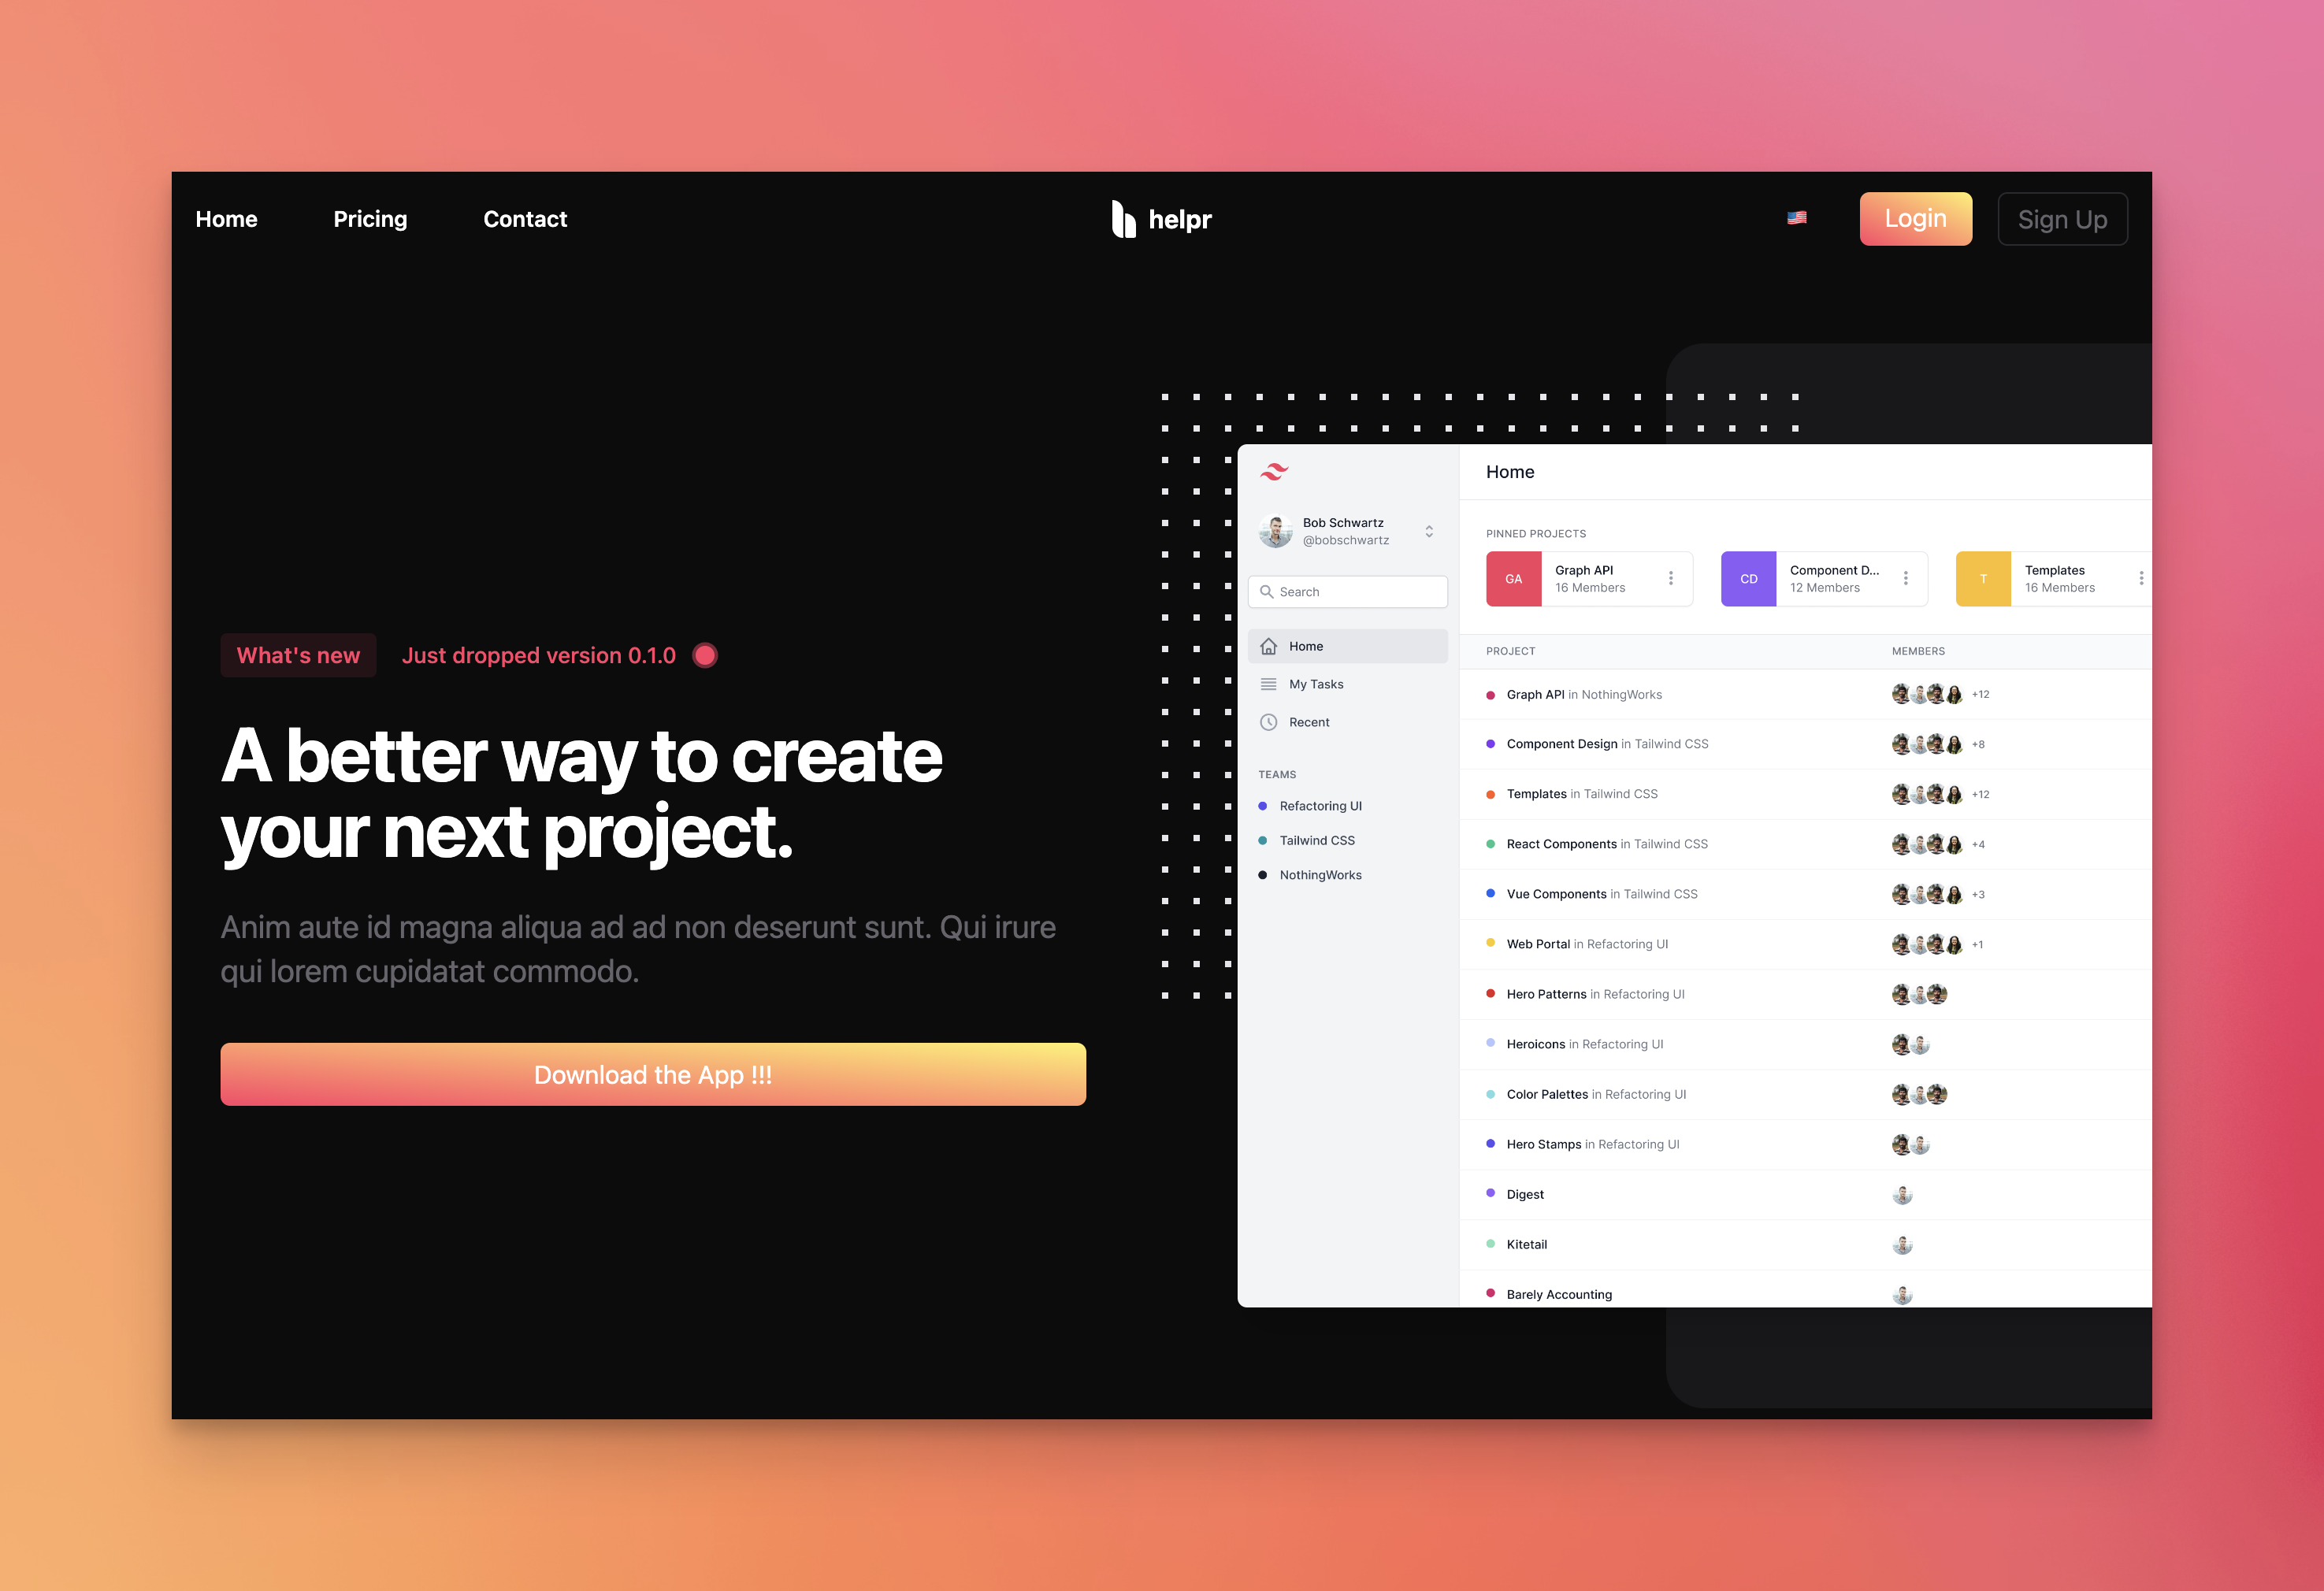 Home
Pricing
Contact
helpr
🇺🇸
Login
Sign Up
What's new
Just dropped version 0.1.0
A better way to create
your next project.
Anim aute id magna aliqua ad ad non deserunt sunt. Qui irure
qui lorem cupidatat commodo.
Download the App !!!
Bob Schwartz
@bobschwartz
Search
Home
My Tasks
Recent
TEAMS
Refactoring UI
Tailwind CSS
NothingWorks
Home
PINNED PROJECTS
GA
Graph API
16 Members
CD
Component D...
12 Members
T
Templates
16 Members
PROJECT
MEMBERS
Graph API in NothingWorks
+12
Component Design in Tailwind CSS
+8
Templates in Tailwind CSS
+12
React Components in Tailwind CSS
+4
Vue Components in Tailwind CSS
+3
Web Portal in Refactoring UI
+1
Hero Patterns in Refactoring UI
Heroicons in Refactoring UI
Color Palettes in Refactoring UI
Hero Stamps in Refactoring UI
Digest
Kitetail
Barely Accounting